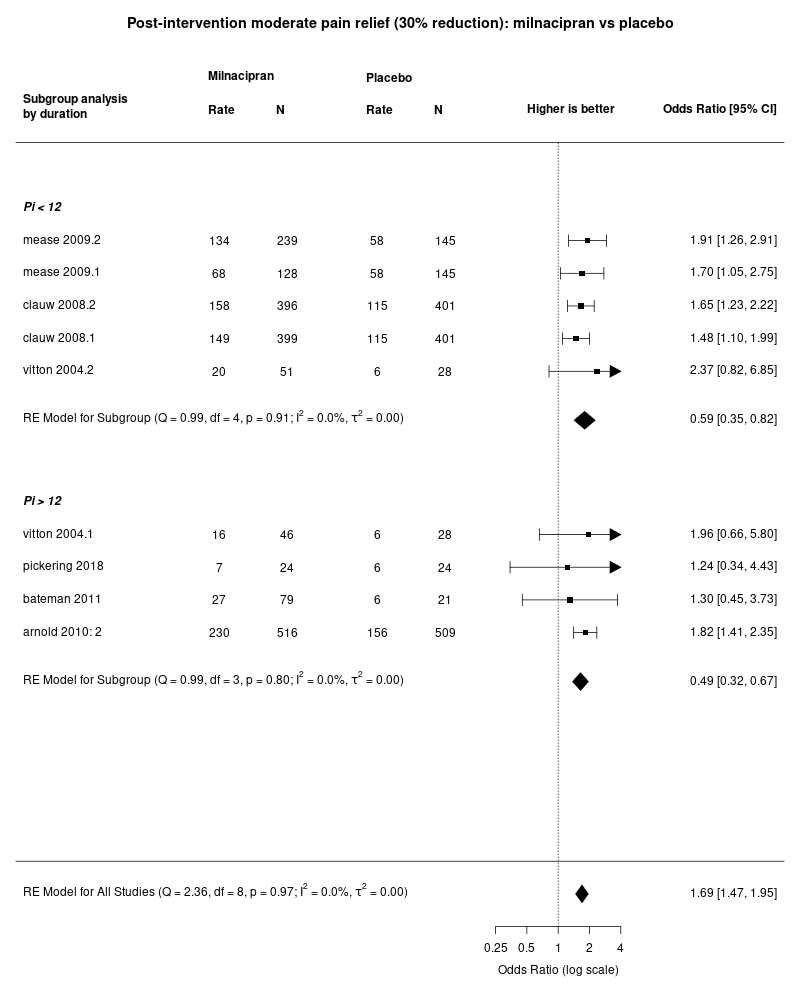 Post-intervention moderate pain relief (30% reduction): milnacipran vs placebo
Milnacipran Placebo
Subgroup analysis
by duration Rate N Rate N Higher is better Odds Ratio [95% CI]
Pi < 12
mease 2009.2 134 239 58 145 1.91 [1.26, 2.91]
mease 2009.1 68 128 58 145 1.70 [1.05, 2.75]
clauw 2008.2 158 396 115 401 1.65 [1.23, 2.22]
clauw 2008.1 149 399 115 401 1.48 [1.10, 1.99]
vitton 2004.2 20 51 6 28 2.37 [0.82, 6.85]
RE Model for Subgroup (Q = 0.99, df = 4, p = 0.91; I² = 0.0%, τ² = 0.00) 0.59 [0.35, 0.82]
Pi > 12
vitton 2004.1 16 46 6 28 1.96 [0.66, 5.80]
pickering 2018 7 24 6 24 1.24 [0.34, 4.43]
bateman 2011 27 79 6 21 1.30 [0.45, 3.73]
arnold 2010: 2 230 516 156 509 1.82 [1.41, 2.35]
RE Model for Subgroup (Q = 0.99, df = 3, p = 0.80; I² = 0.0%, τ² = 0.00) 0.49 [0.32, 0.67]
RE Model for All Studies (Q = 2.36, df = 8, p = 0.97; I² = 0.0%, τ² = 0.00) 1.69 [1.47, 1.95]
0.25 0.5 1 2 4
Odds Ratio (log scale)